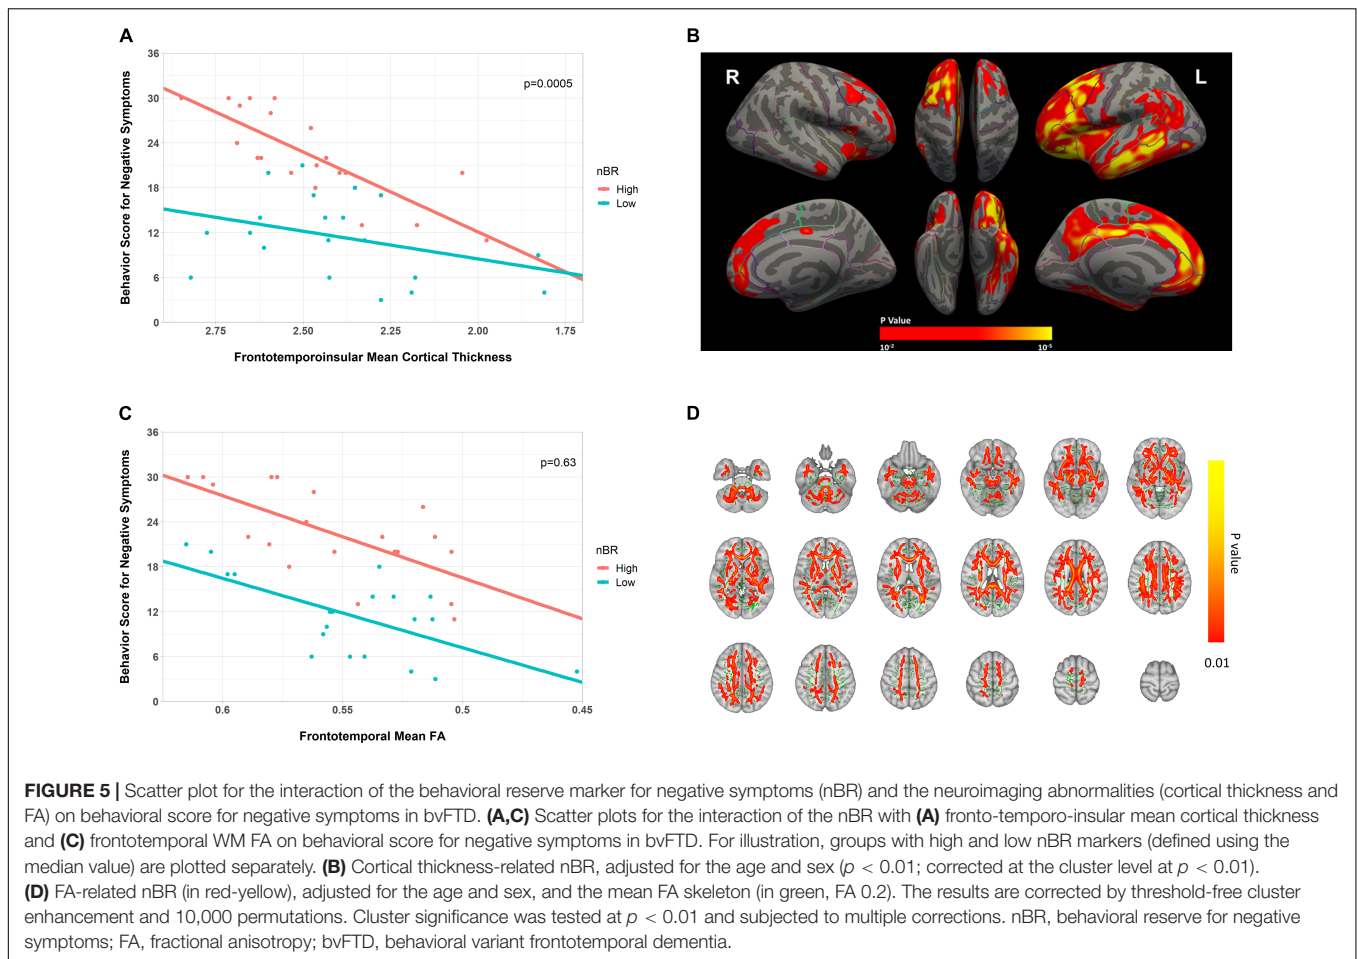 A
36
30
24
18
12
6
0
Behavior Score for Negative Symptoms
p=0.0005
nBR
High
Low
2.75 2.50 2.25 2.00 1.75
Frontotemporoinsular Mean Cortical Thickness
B
R L
P Value
10-2 10-5
C
36
30
24
18
12
6
0
Behavior Score for Negative Symptoms
p=0.63
nBR
High
Low
0.6 0.55 0.5 0.45
Frontotemporal Mean FA
D
P value
0.01
FIGURE 5 | Scatter plot for the interaction of the behavioral reserve marker for negative symptoms (nBR) and the neuroimaging abnormalities (cortical thickness and
FA) on behavioral score for negative symptoms in bvFTD. (A,C) Scatter plots for the interaction of the nBR with (A) fronto-temporo-insular mean cortical thickness
and (C) frontotemporal WM FA on behavioral score for negative symptoms in bvFTD. For illustration, groups with high and low nBR markers (defined using the
median value) are plotted separately. (B) Cortical thickness-related nBR, adjusted for the age and sex (p < 0.01; corrected at the cluster level at p < 0.01).
(D) FA-related nBR (in red-yellow), adjusted for the age and sex, and the mean FA skeleton (in green, FA 0.2). The results are corrected by threshold-free cluster
enhancement and 10,000 permutations. Cluster significance was tested at p < 0.01 and subjected to multiple corrections. nBR, behavioral reserve for negative
symptoms; FA, fractional anisotropy; bvFTD, behavioral variant frontotemporal dementia.